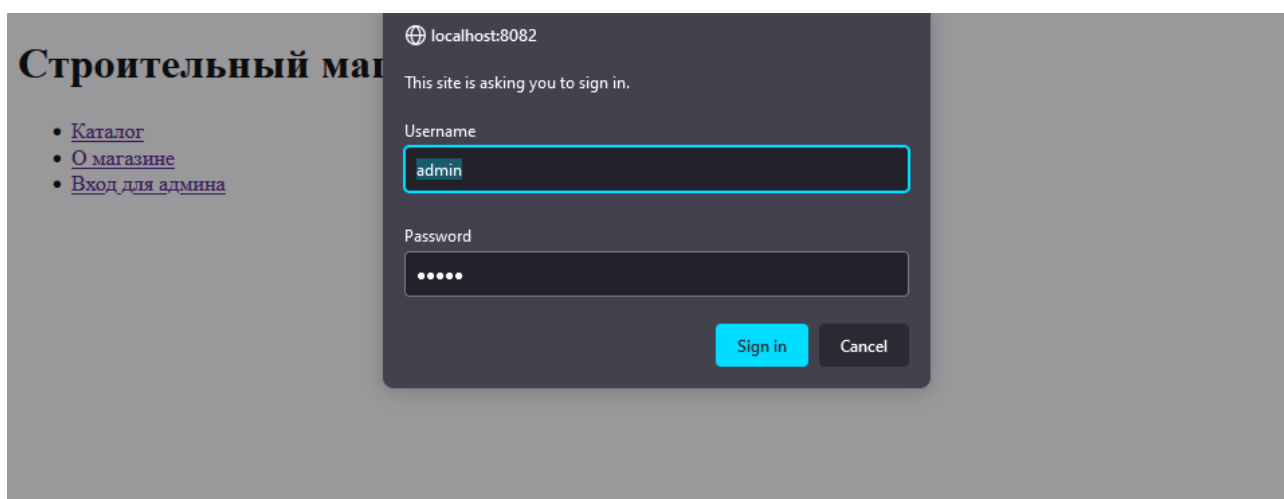 localhost:8082
Строительный
This site is asking you to sign in.
Username
Каталог
О магазине
admin
Вход для админа
Password
•••••
Sign in
Cancel